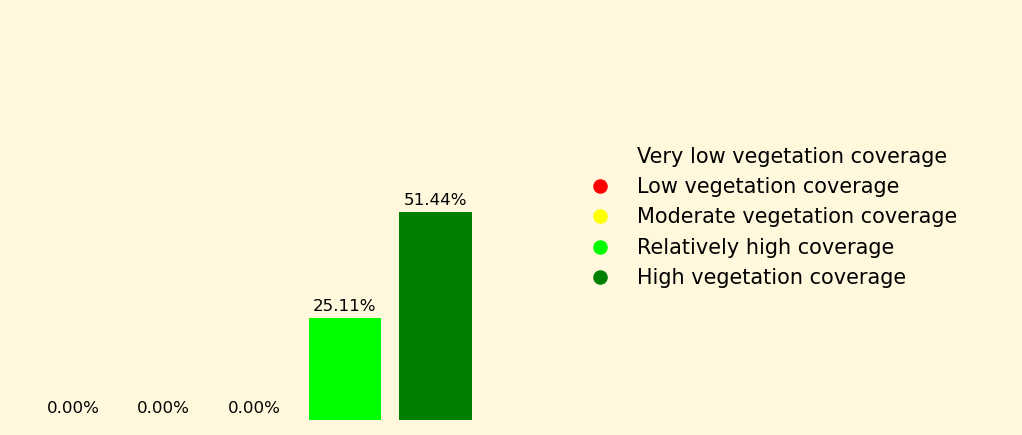 Very low vegetation coverage
Low vegetation coverage
51.44%
Moderate vegetation coverage
Relatively high coverage
High vegetation coverage
25.11%
0.00% 0.00% 0.00%